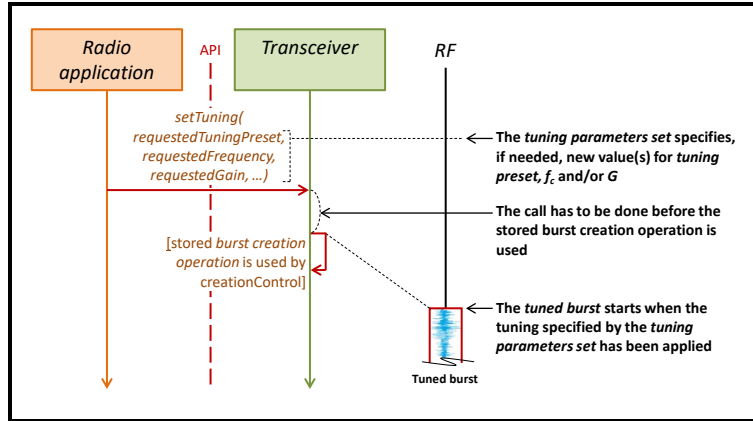 Radio
application
API
Transceiver
RF
setTuning(
requestedTuningPreset,
requestedFrequency,
requestedGain, …)
The tuning parameters set specifies,
if needed, new value(s) for tuning
preset, fc and/or G
The call has to be done before the
stored burst creation operation is
used
[stored burst creation
operation is used by
creationControl]
The tuned burst starts when the
tuning specified by the tuning
parameters set has been applied
Tuned burst